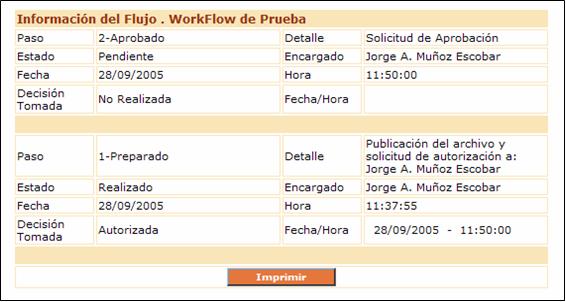 Información del Flujo . WorkFlow de Prueba
Paso 2-Aprobado Detalle Solicitud de Aprobación
Estado Pendiente Encargado Jorge A. Muñoz Escobar
Fecha 28/09/2005 Hora 11:50:00
Decisión
Tomada No Realizada Fecha/Hora
Paso 1-Preparado Detalle Publicación del archivo y
solicitud de autorización a:
Jorge A. Muñoz Escobar
Estado Realizado Encargado Jorge A. Muñoz Escobar
Fecha 28/09/2005 Hora 11:37:55
Decisión
Tomada Autorizada Fecha/Hora 28/09/2005 - 11:50:00
Imprimir